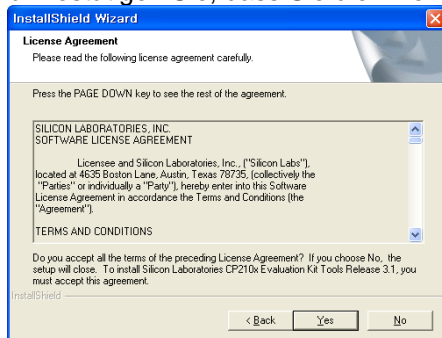 InstallShield Wizard
License Agreement
Please read the following license agreement carefully.
Press the PAGE DOWN key to see the rest of the agreement.
SILICON LABORATORIES, INC.
SOFTWARE LICENSE AGREEMENT
Licensee and Silicon Laboratories, Inc., ("Silicon Labs"),
located at 4635 Boston Lane, Austin, Texas 78735, (collectively the
"Parties" or individually a "Party"), hereby enter into this Software
License Agreement in accordance the Terms and Conditions (the
"Agreement").
TERMS AND CONDITIONS
Do you accept all the terms of the preceding License Agreement? If you choose No, the
setup will close. To install Silicon Laboratories CP210x Evaluation Kit Tools Release 3.1, you
must accept this agreement.
InstallShield
< Back
Yes
No